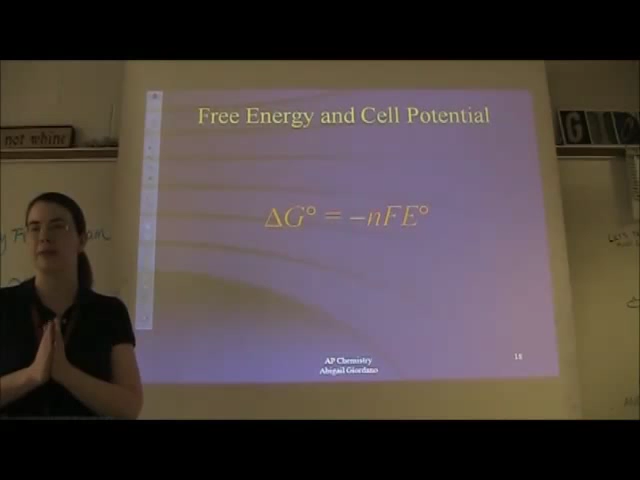 Free Energy and Cell Potential
ΔG° = –nFE°
AP Chemistry
Abigail Giordano
18
not whine